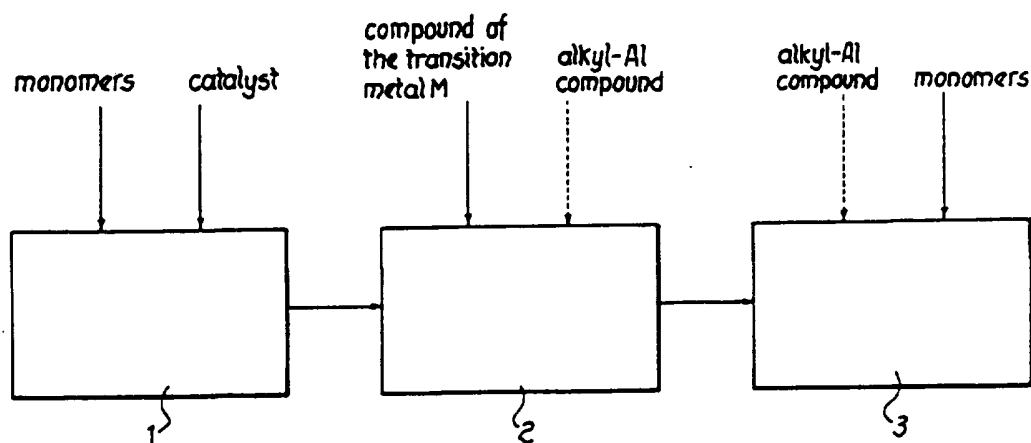 monomers
catalyst
compound of
the transition
metal M
alkyl-Al
compound
alkyl-Al
compound
monomers
1
2
3